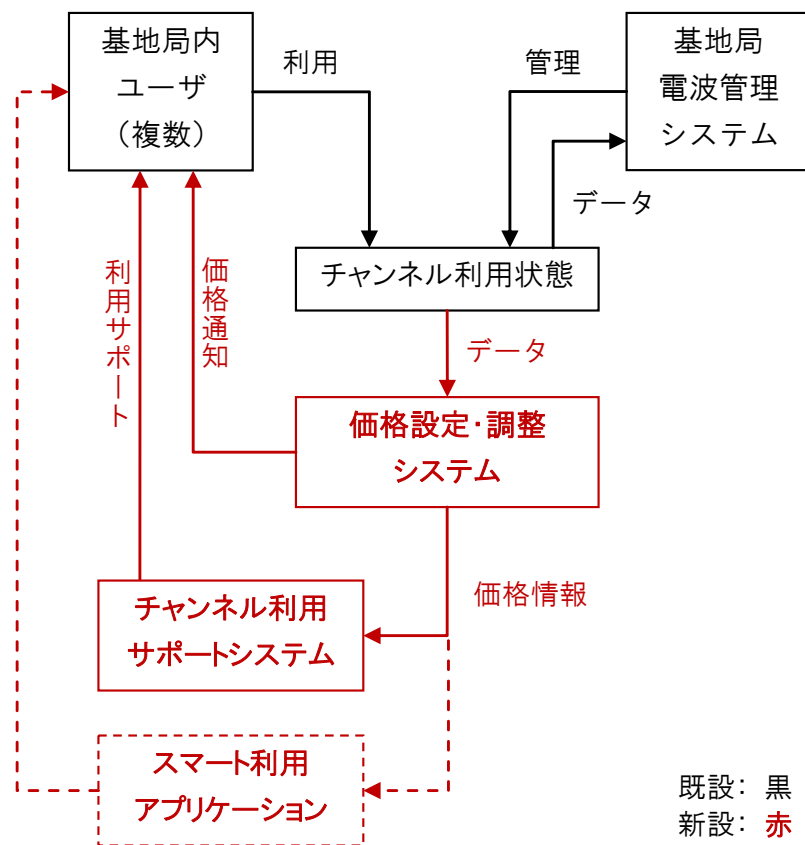 基地局内
ユーザ
（複数）
利用
管理
基地局
電波管理
システム
データ
チャンネル利用状態
利用サポート
価格通知
データ
価格設定・調整
システム
価格情報
チャンネル利用
サポートシステム
スマート利用
アプリケーション
既設： 黒
新設： 赤